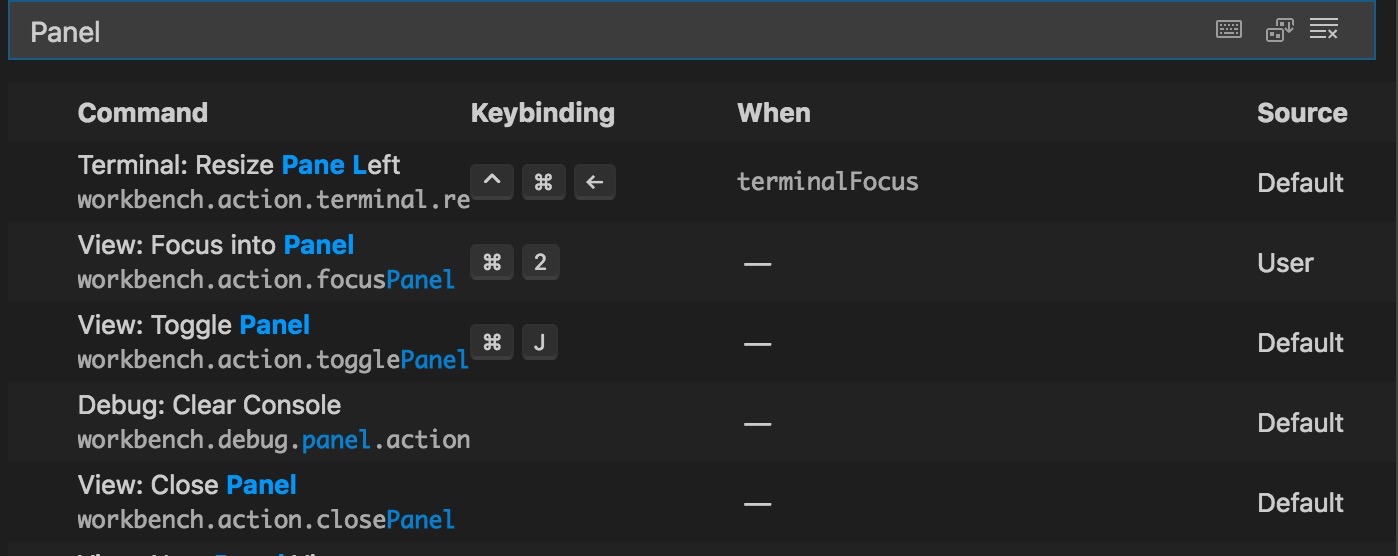 Panel
Command Keybinding When Source
Terminal: Resize Pane Left
workbench.action.terminal.re ^ ⌘ ← terminalFocus Default
View: Focus into Panel
workbench.action.focusPanel ⌘ 2 — User
View: Toggle Panel
workbench.action.togglePanel ⌘ J — Default
Debug: Clear Console
workbench.debug.panel.action — Default
View: Close Panel
workbench.action.closePanel — Default